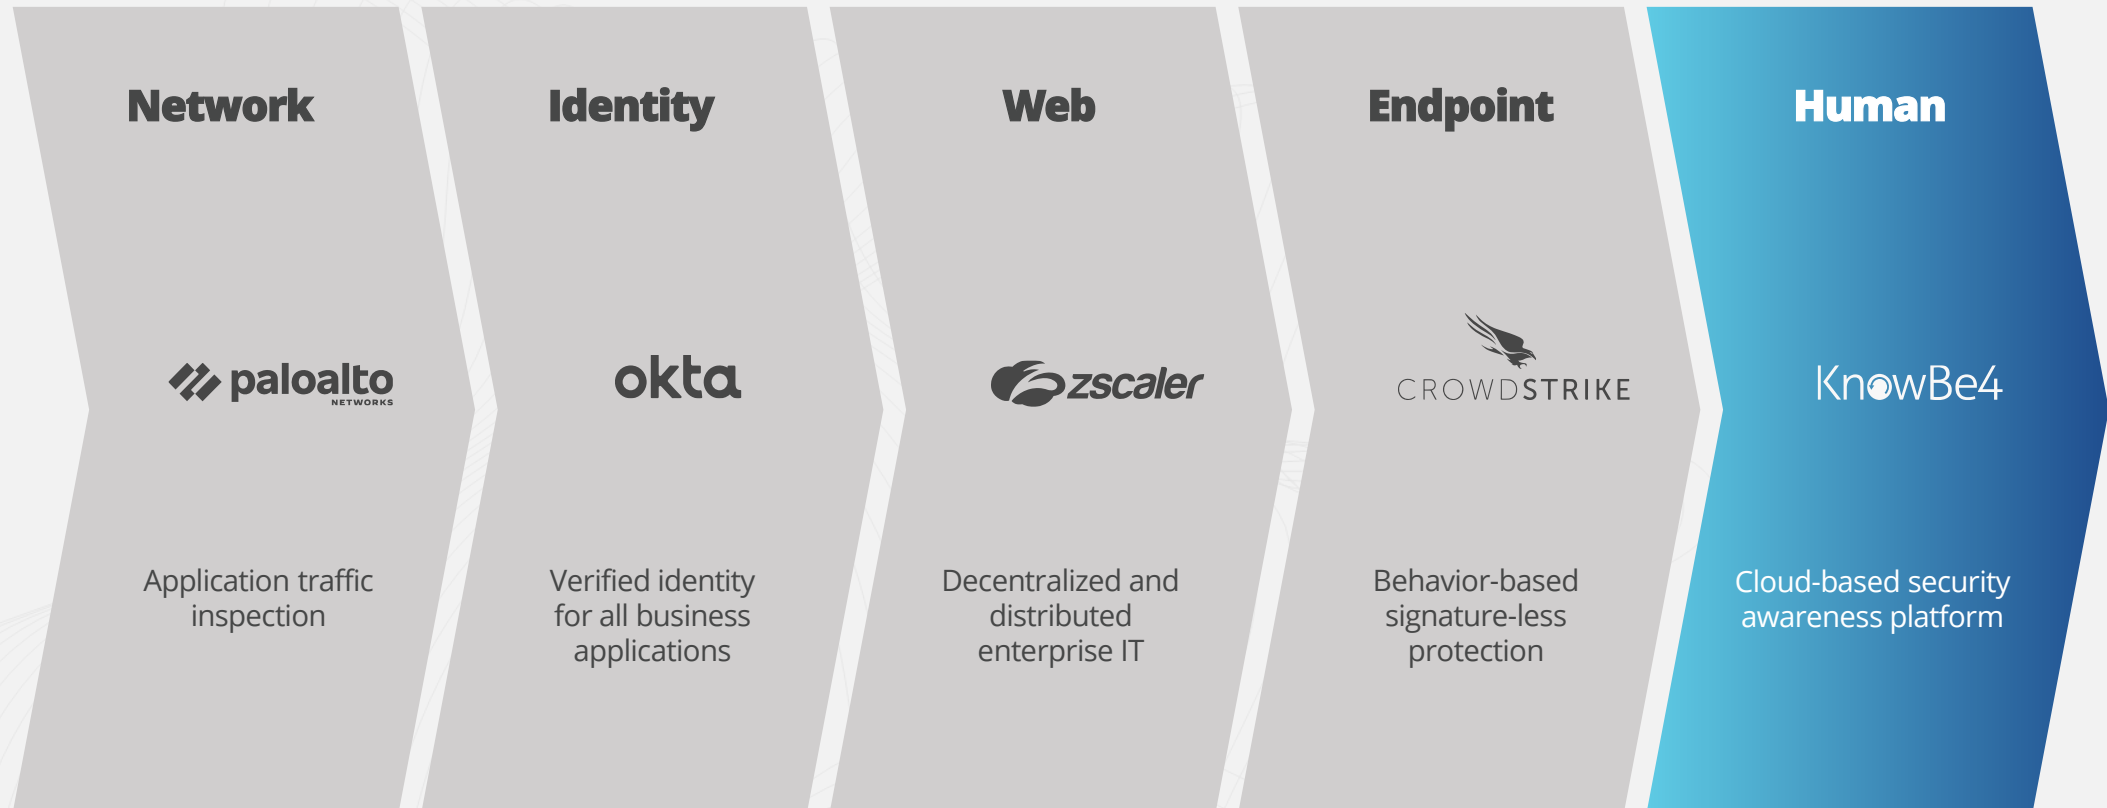 Network
paloalto
NETWORKS
Application traffic
inspection
Identity
okta
Verified identity
for all business
applications
Web
zscaler
Decentralized and
distributed
enterprise IT
Endpoint
CROWDSTRIKE
Behavior-based
signature-less
protection
Human
KnowBe4
Cloud-based security
awareness platform